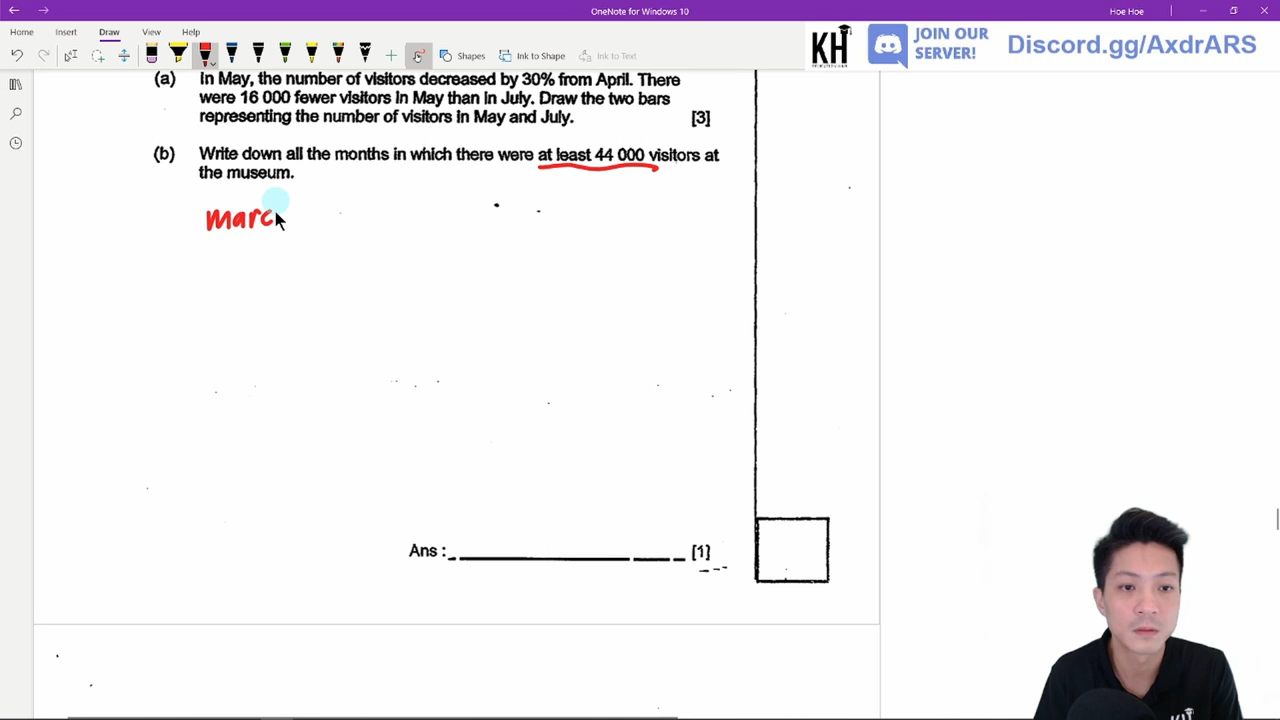 OneNote for Windows 10
Hoe Hoe
Home
Insert
Draw
View
Help
Shapes
Ink to Shape
Ink to Text
KH
JOIN OUR
SERVER!
Discord.gg/AxdrARS
(a) In May, the number of visitors decreased by 30% from April. There
were 16 000 fewer visitors in May than in July. Draw the two bars
representing the number of visitors in May and July. [3]
(b) Write down all the months in which there were at least 44 000 visitors at
the museum.
marc
Ans : [1]
KH